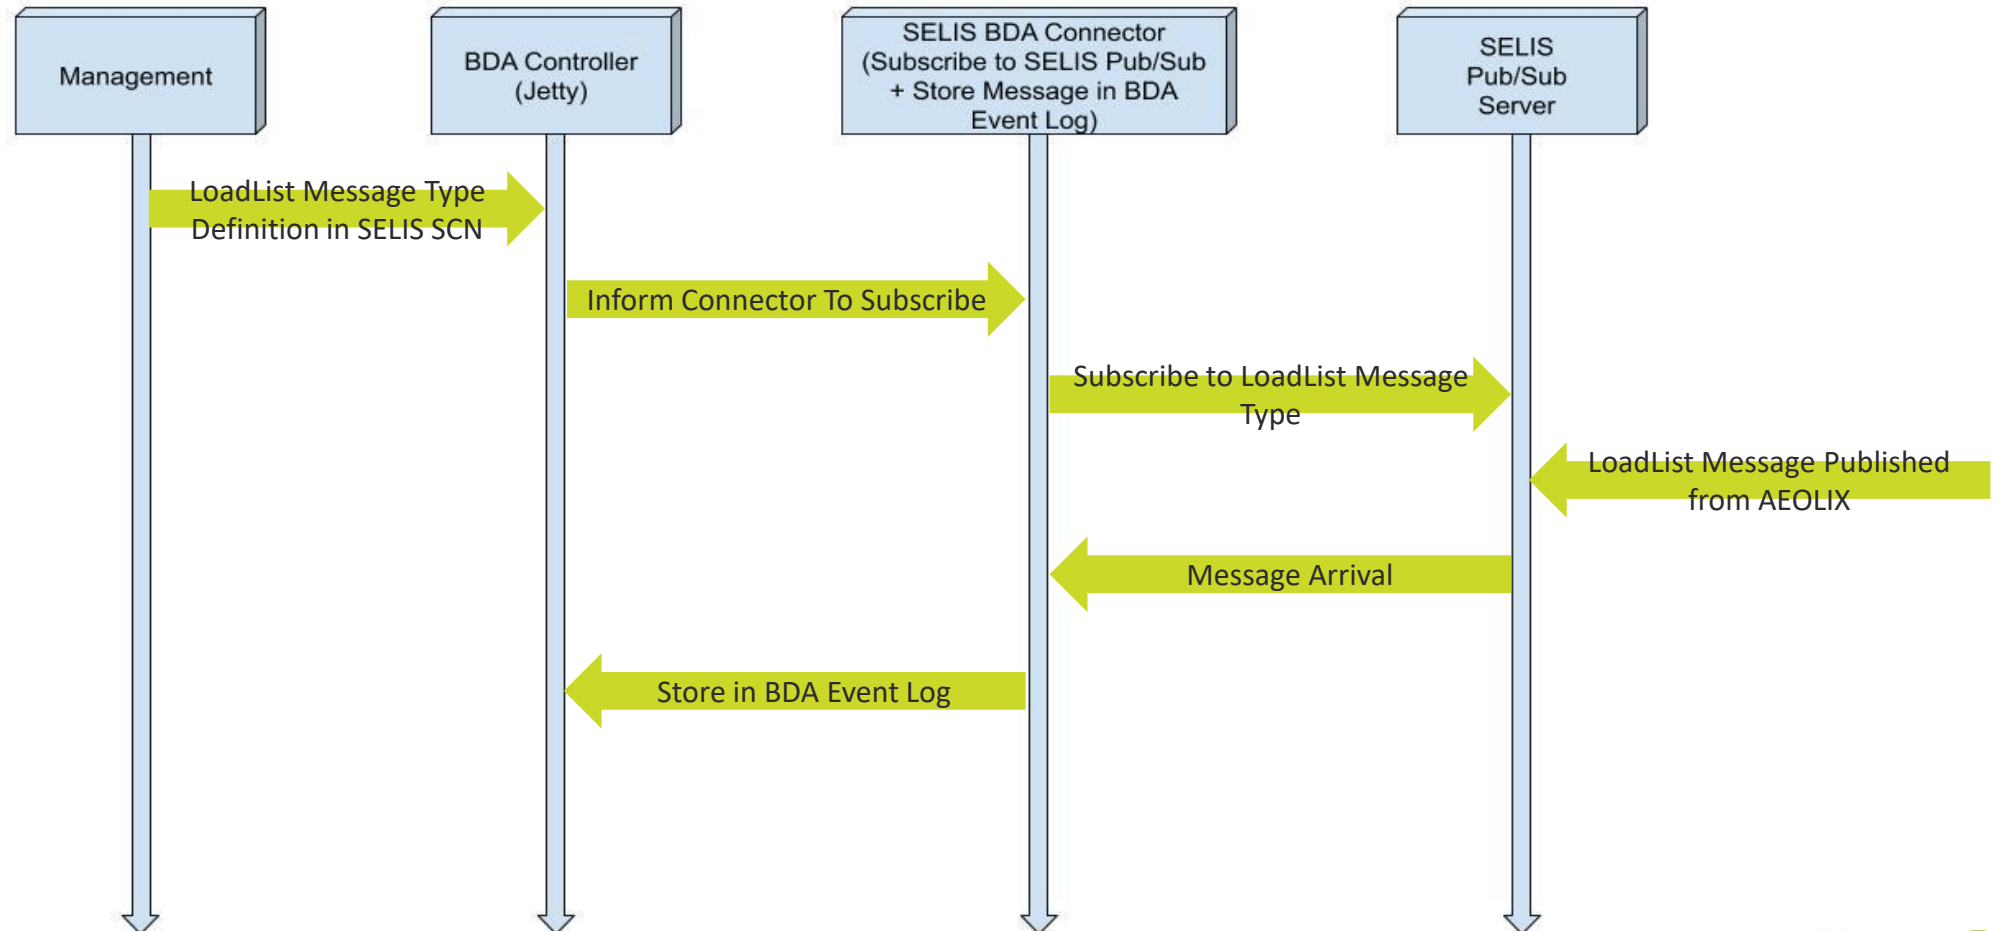 Management
BDA Controller
(Jetty)
SELIS BDA Connector
(Subscribe to SELIS Pub/Sub
+ Store Message in BDA
Event Log)
SELIS
Pub/Sub
Server
LoadList Message Type
Definition in SELIS SCN
Inform Connector To Subscribe
Subscribe to LoadList Message
Type
LoadList Message Published
from AEOLIX
Message Arrival
Store in BDA Event Log